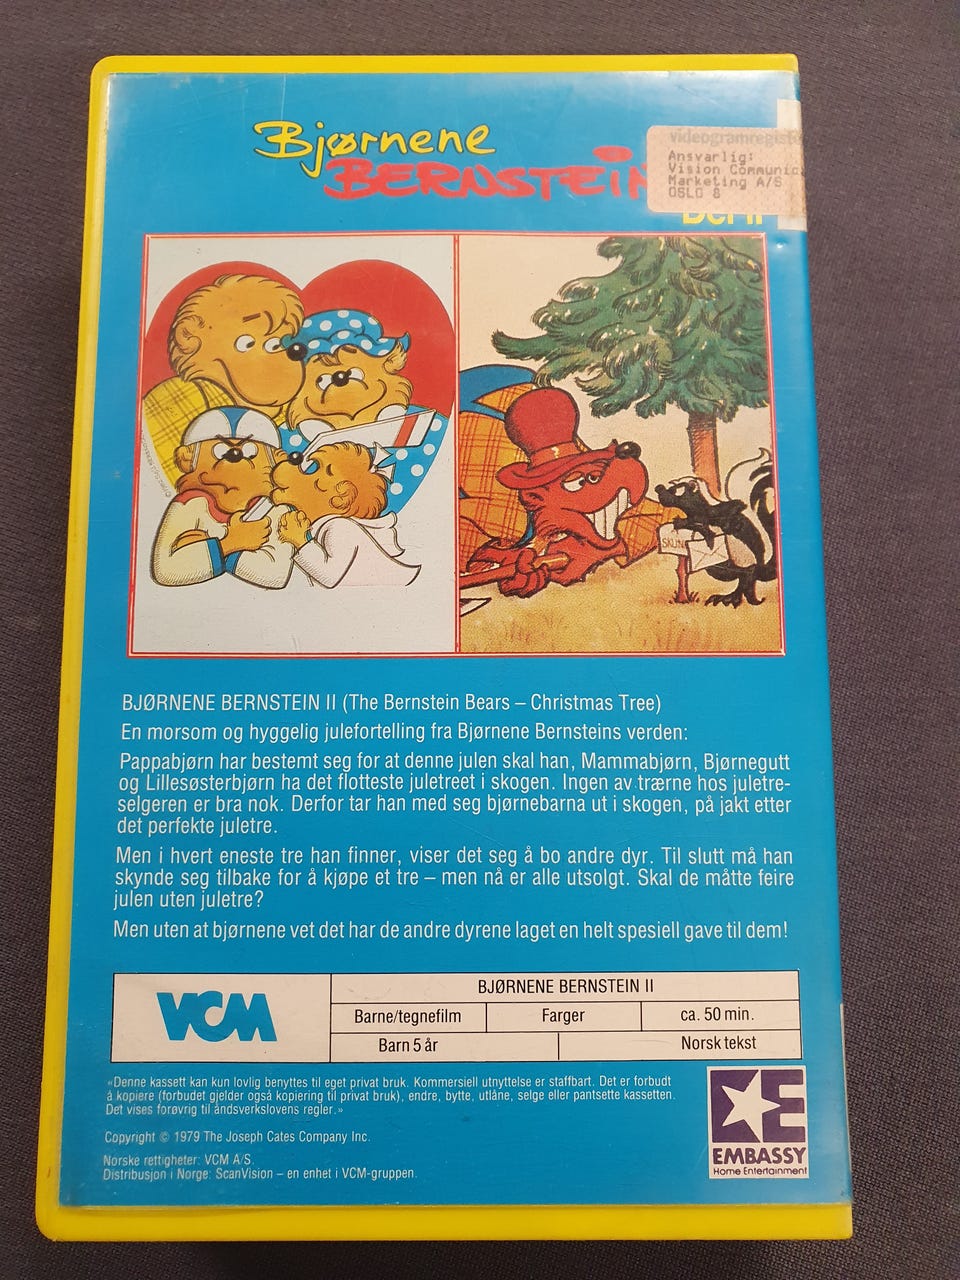 Bjørnene
BERNSTEIN
Del II
videogramregist
Ansvarlig:
Vision Communic
Marketing A/S
OSLO 8
SKUN
BJØRNENE BERNSTEIN II (The Bernstein Bears – Christmas Tree)
En morsom og hyggelig julefortelling fra Bjørnene Bernsteins verden:
Pappabjørn har bestemt seg for at denne julen skal han, Mammabjørn, Bjørnegutt
og Lillesøsterbjørn ha det flotteste juletreet i skogen. Ingen av trærne hos juletre-
selgeren er bra nok. Derfor tar han med seg bjørnebarna ut i skogen, på jakt etter
det perfekte juletre.
Men i hvert eneste tre han finner, viser det seg å bo andre dyr. Til slutt må han
skynde seg tilbake for å kjøpe et tre – men nå er alle utsolgt. Skal de måtte feire
julen uten juletre?
Men uten at bjørnene vet det har de andre dyrene laget en helt spesiell gave til dem!
VCM
BJØRNENE BERNSTEIN II
Barne/tegnefilm
Farger
ca. 50 min.
Barn 5 år
Norsk tekst
«Denne kassett kan kun lovlig benyttes til eget privat bruk. Kommersiell utnyttelse er staffbart. Det er forbudt
å kopiere (forbudet gjelder også kopiering til privat bruk), endre, bytte, utlåne, selge eller pantsette kassetten.
Det vises forøvrig til åndsverkslovens regler.»
Copyright © 1979 The Joseph Cates Company Inc.
Norske rettigheter: VCM A/S.
Distribusjon i Norge: ScanVision – en enhet i VCM-gruppen.
E
EMBASSY
Home Entertainment